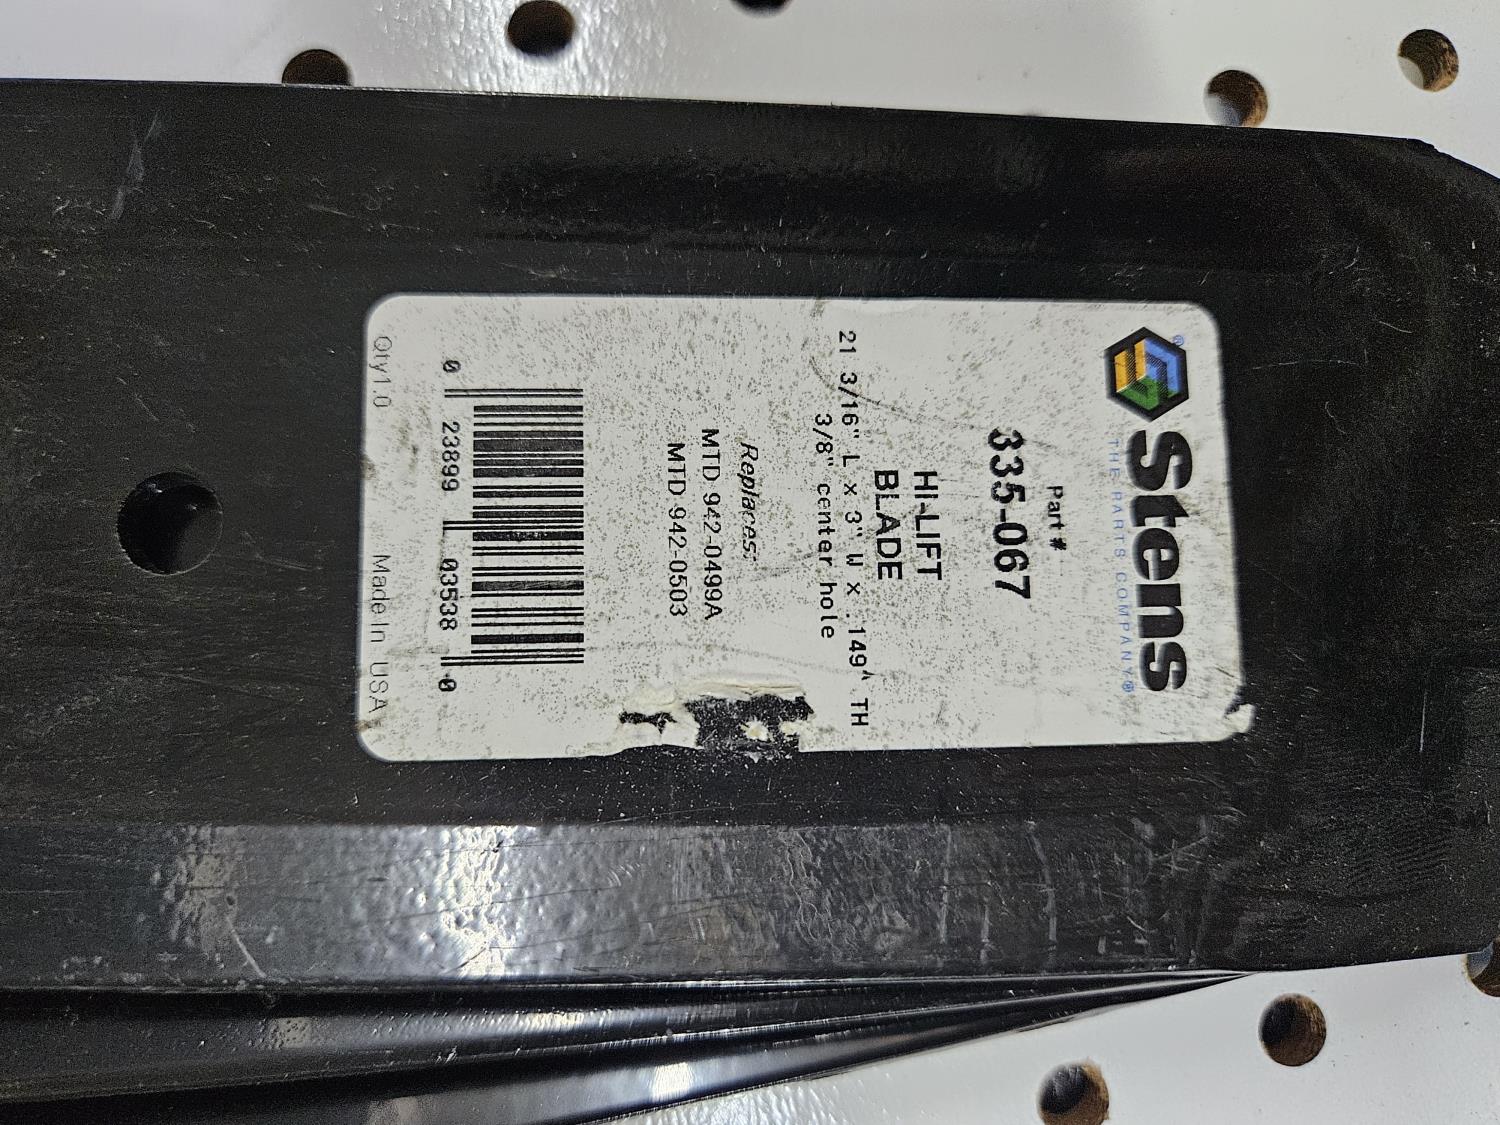 Stens®
THE PARTS COMPANY®
Part #
335-067
HI-LIFT
BLADE
21 3/16" L x 3" W x .149" TH
3/8" center hole
Replaces:
MTD 942-0499A
MTD 942-0503
0 23899 03538 0
Qty1.0 Made In USA